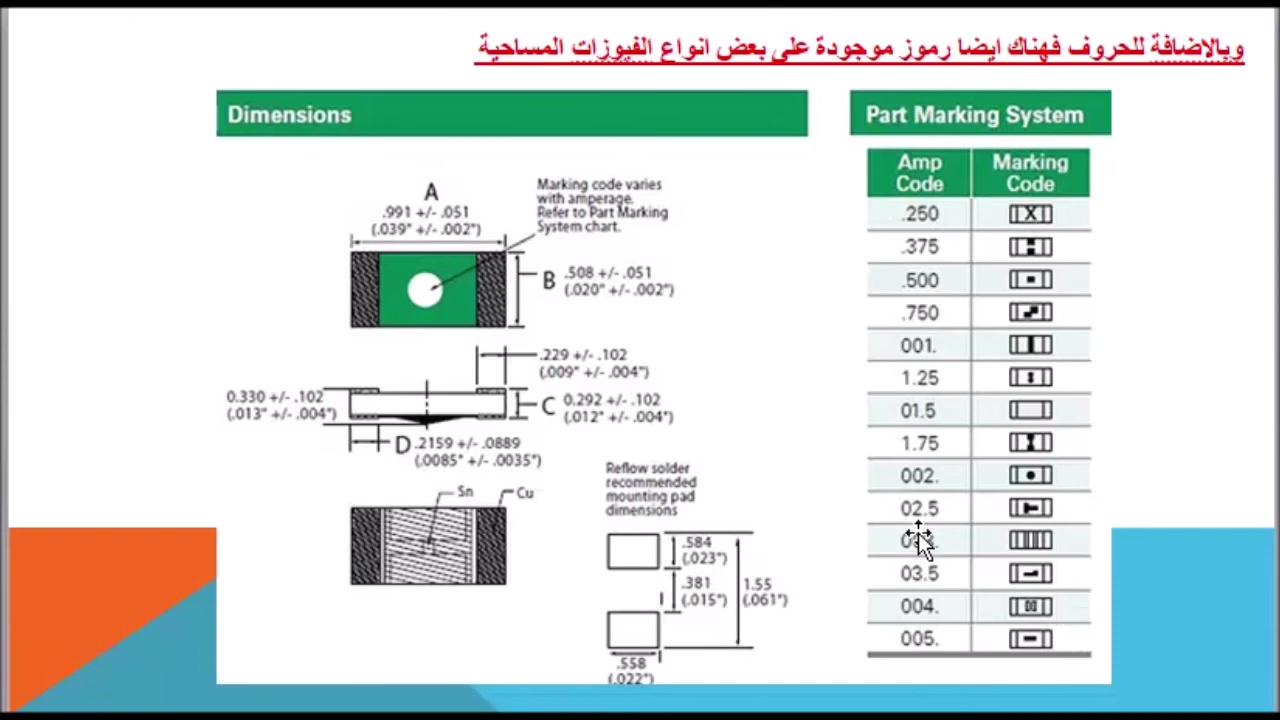 وبالاضافة للحروف فهناك ايضا رموز موجودة على بعض انواع الفيوزات المساحية
Dimensions
A
.991 +/- .051
(.039" +/- .002")
Marking code varies
with amperage.
Refer to Part Marking
System chart.
B
.508 +/- .051
(.020" +/- .002")
.229 +/- .102
(.009" +/- .004")
0.330 +/- .102
(.013" +/- .004")
C
0.292 +/- .102
(.012" +/- .004")
D
.2159 +/- .0889
(.0085" +/- .0035")
Sn
Cu
Reflow solder
recommended
mounting pad
dimensions
.584
(.023")
.381
(.015")
1.55
(.061")
.558
(.022")
Part Marking System
Amp Code
Marking Code
.250
X
.375
.500
.750
001.
1.25
01.5
1.75
002.
02.5
03.5
004.
005.